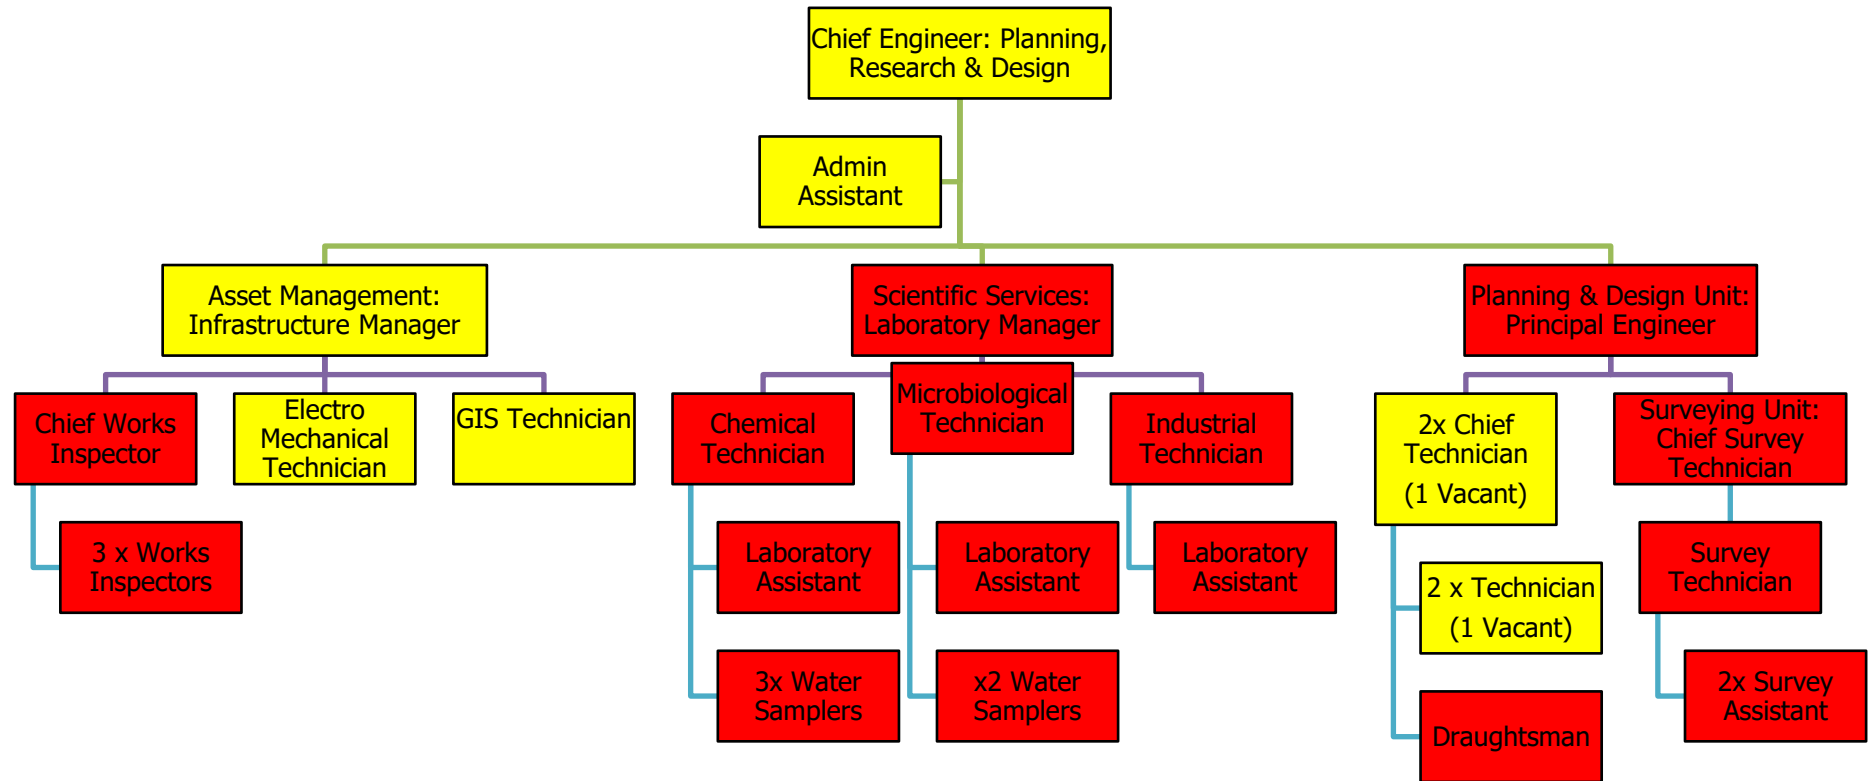 Chief Engineer: Planning,
Research & Design
Admin
Assistant
Asset Management:
Infrastructure Manager
Scientific Services:
Laboratory Manager
Planning & Design Unit:
Principal Engineer
Chief Works
Inspector
Electro
Mechanical
Technician
GIS Technician
Chemical
Technician
Microbiological
Technician
Industrial
Technician
2x Chief
Technician
(1 Vacant)
Surveying Unit:
Chief Survey
Technician
3 x Works
Inspectors
Laboratory
Assistant
Laboratory
Assistant
Laboratory
Assistant
2 x Technician
(1 Vacant)
Survey
Technician
3x Water
Samplers
x2 Water
Samplers
Draughtsman
2x Survey
Assistant